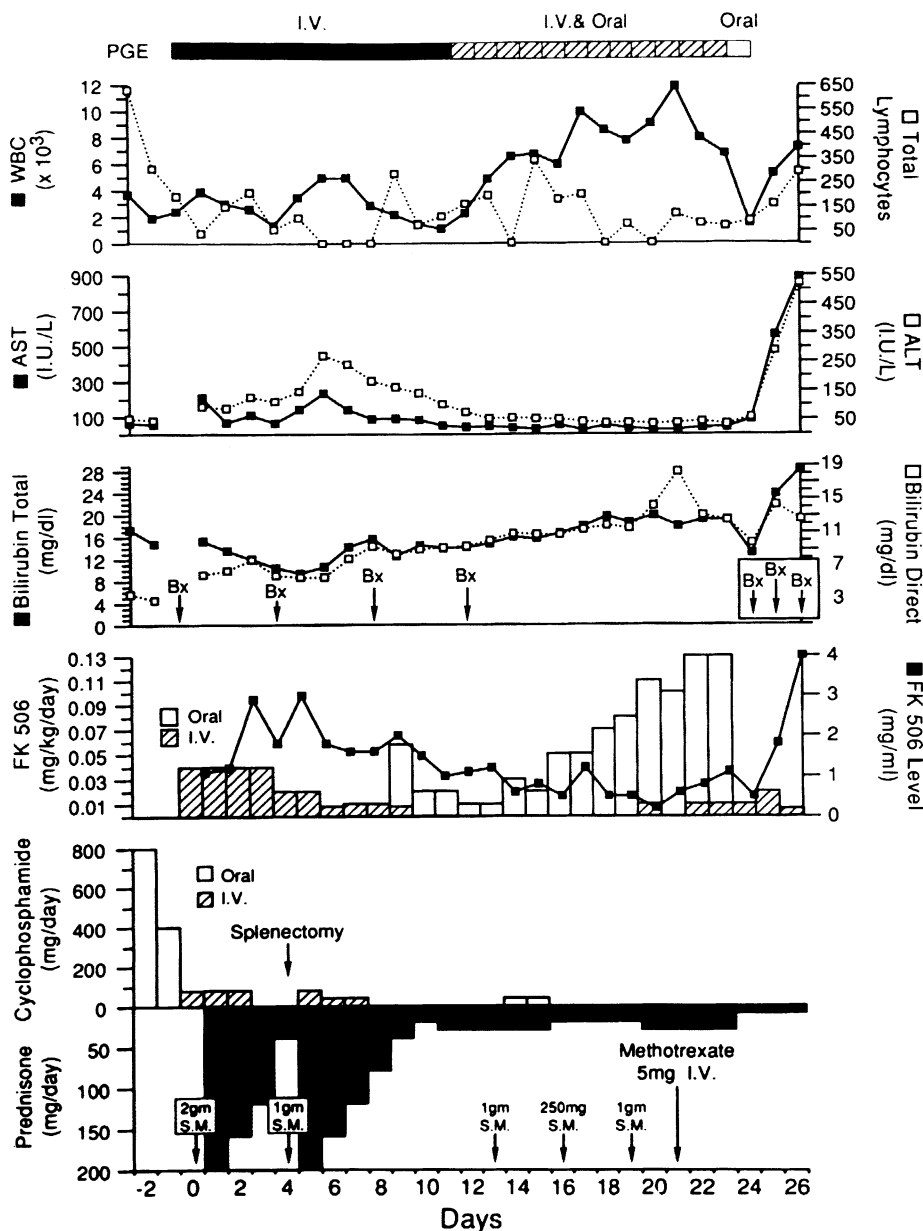 I.V.
I.V.& Oral
Oral
PGE
12
10
8
6
4
2
0
■ WBC
(x 10³)
650
550
450
350
250
150
50
□ Total
Lymphocytes
900
700
500
300
100
■ AST
(I.U./L)
550
450
350
250
150
50
□ ALT
(I.U./L)
28
24
20
16
12
8
4
0
■ Bilirubin Total
(mg/dl)
19
15
11
7
3
□ Bilirubin Direct
(mg/dl)
Bx
Bx
Bx
Bx
Bx
Bx
Bx
0.13
0.11
0.09
0.07
0.05
0.03
0.01
FK 506
(mg/kg/day)
Oral
I.V.
4
3
2
1
0
■ FK 506 Level
(mg/ml)
800
600
400
200
0
Cyclophosphamide
(mg/day)
Oral
I.V.
Splenectomy
50
100
150
200
Prednisone
(mg/day)
Methotrexate
5mg I.V.
2gm
S.M.
1gm
S.M.
1gm
S.M.
250mg
S.M.
1gm
S.M.
-2 0 2 4 6 8 10 12 14 16 18 20 22 24 26
Days